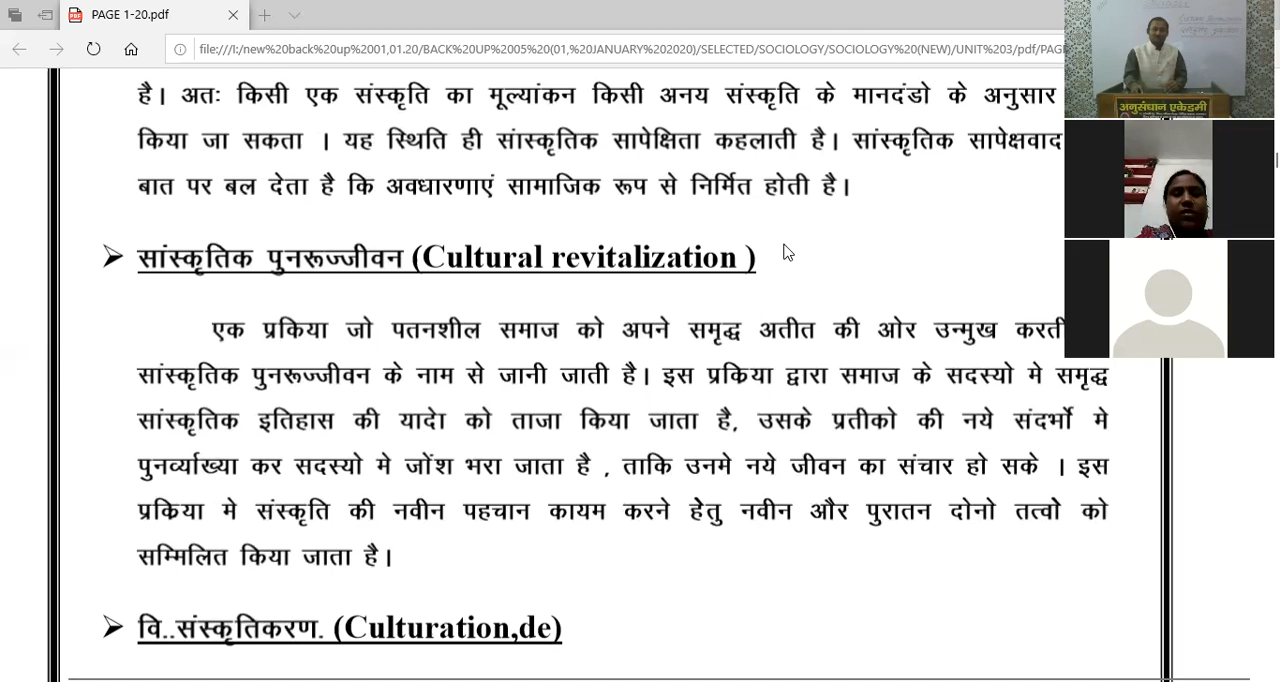 PAGE 1-20.pdf
file:///I:/new%20back%20up%2001,01.20/BACK%20UP%2005%20(01,%20JANUARY%202020)/SELECTED/SOCIOLOGY/SOCIOLOGY%20(NEW)/UNIT%203/pdf/PAG
है। अतः किसी एक संस्कृति का मूल्यांकन किसी अनय संस्कृति के मानदंडो के अनुसार
किया जा सकता । यह स्थिति ही सांस्कृतिक सापेक्षिता कहलाती है। सांस्कृतिक सापेक्षवाद
बात पर बल देता है कि अवधारणाएं सामाजिक रूप से निर्मित होती है।
➢ सांस्कृतिक पुनरूज्जीवन (Cultural revitalization )
एक प्रकिया जो पतनशील समाज को अपने समृद्ध अतीत की ओर उन्मुख करती
सांस्कृतिक पुनरूज्जीवन के नाम से जानी जाती है। इस प्रकिया द्वारा समाज के सदस्यो मे समृद्ध
सांस्कृतिक इतिहास की यादेा को ताजा किया जाता है, उसके प्रतीको की नये संदर्भो मे
पुनर्व्याख्या कर सदस्यो मे जोंश भरा जाता है , ताकि उनमे नये जीवन का संचार हो सके । इस
प्रकिया मे संस्कृति की नवीन पहचान कायम करने हेतु नवीन और पुरातन दोनो तत्वो को
सम्मिलित किया जाता है।
➢ वि..संस्कृतिकरण. (Culturation,de)
अनुसंधान एकेडमी